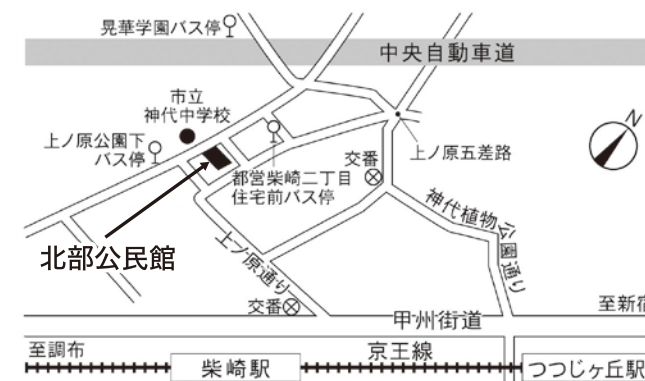 晃華学園バス停
中央自動車道
市立
神代中学校
上ノ原公園下
バス停
都営柴崎二丁目
住宅前バス停
交番
上ノ原五差路
N
北部公民館
上ノ原通り
神代植物公園通り
交番
甲州街道
至新宿
至調布
京王線
柴崎駅
つつじヶ丘駅